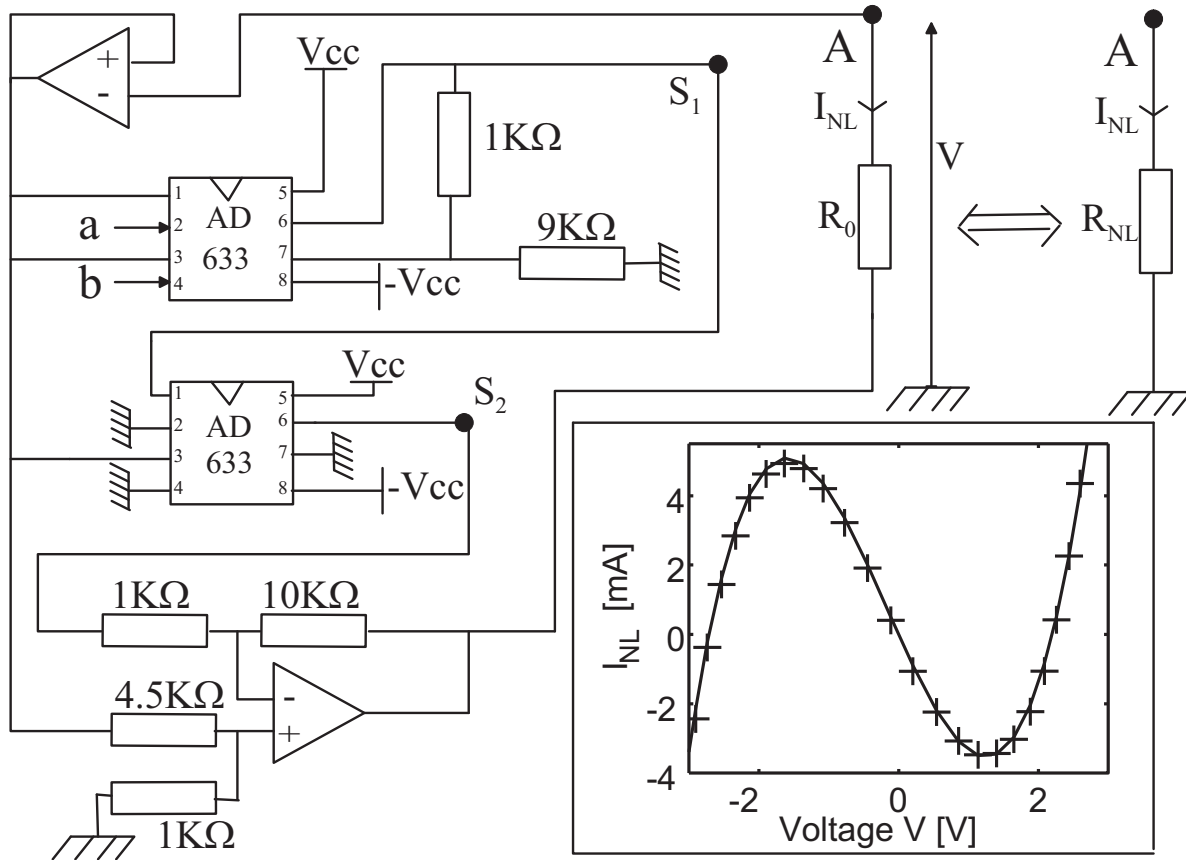 +
-
Vcc
S1
1KΩ
A
INL
R0
V
A
INL
RNL
1
2
3
4
AD
633
5
6
7
8
a
b
9KΩ
-Vcc
1
2
3
4
AD
633
5
6
7
8
Vcc
S2
-Vcc
1KΩ
10KΩ
-
+
4.5KΩ
1KΩ
INL [mA]
4
2
0
-2
-4
-2
0
2
Voltage V [V]